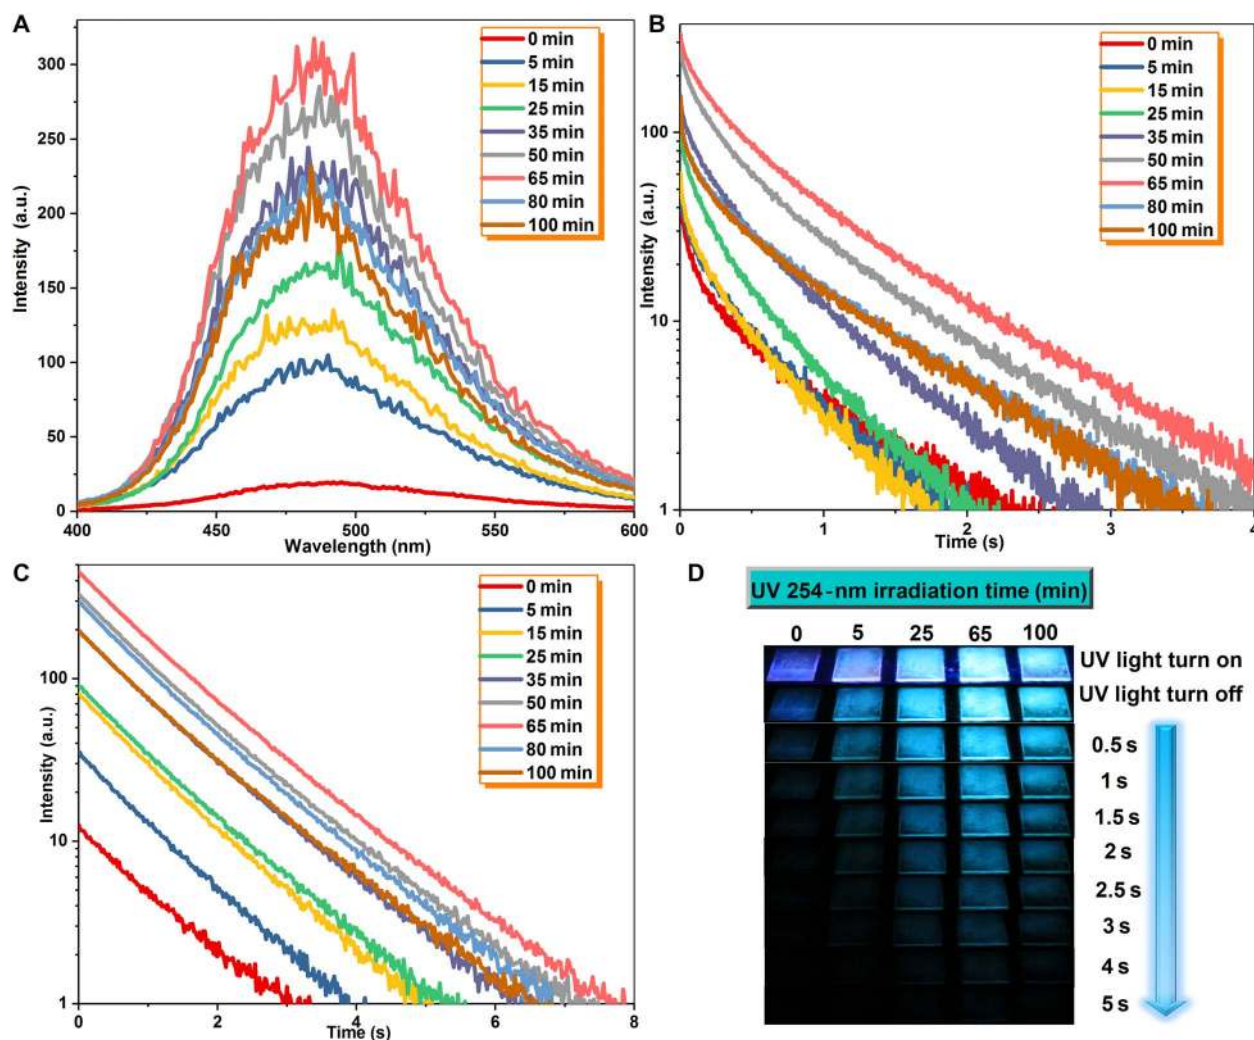 A
0 min
5 min
15 min
25 min
35 min
50 min
65 min
80 min
100 min
300
250
200
150
100
50
0
Intensity (a.u.)
400
450
500
550
600
Wavelength (nm)
B
0 min
5 min
15 min
25 min
35 min
50 min
65 min
80 min
100 min
100
10
1
Intensity (a.u.)
0
1
2
3
4
Time (s)
C
0 min
5 min
15 min
25 min
35 min
50 min
65 min
80 min
100 min
100
10
1
Intensity (a.u.)
0
2
4
6
8
Time (s)
D
UV 254-nm irradiation time (min)
0 5 25 65 100
UV light turn on
UV light turn off
0.5 s
1 s
1.5 s
2 s
2.5 s
3 s
4 s
5 s